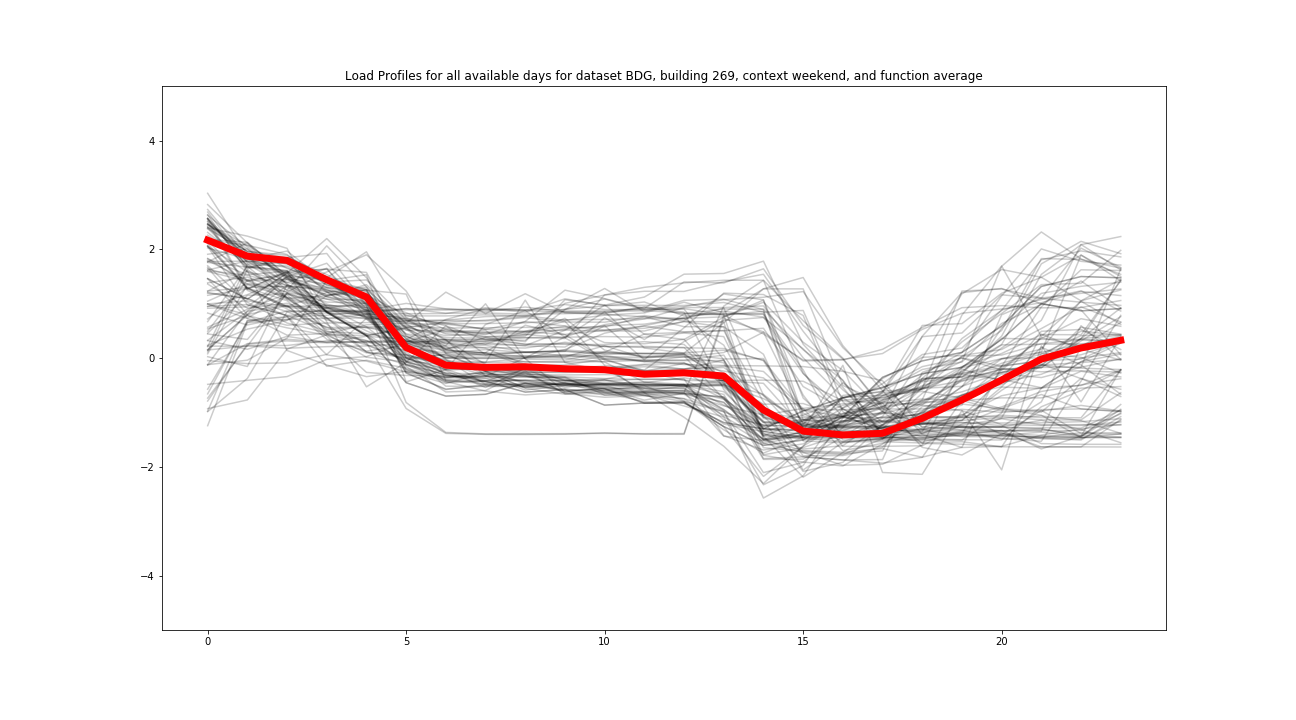 Load Profiles for all available days for dataset BDG, building 269, context weekend, and function average
4
2
0
−2
−4
0 5 10 15 20